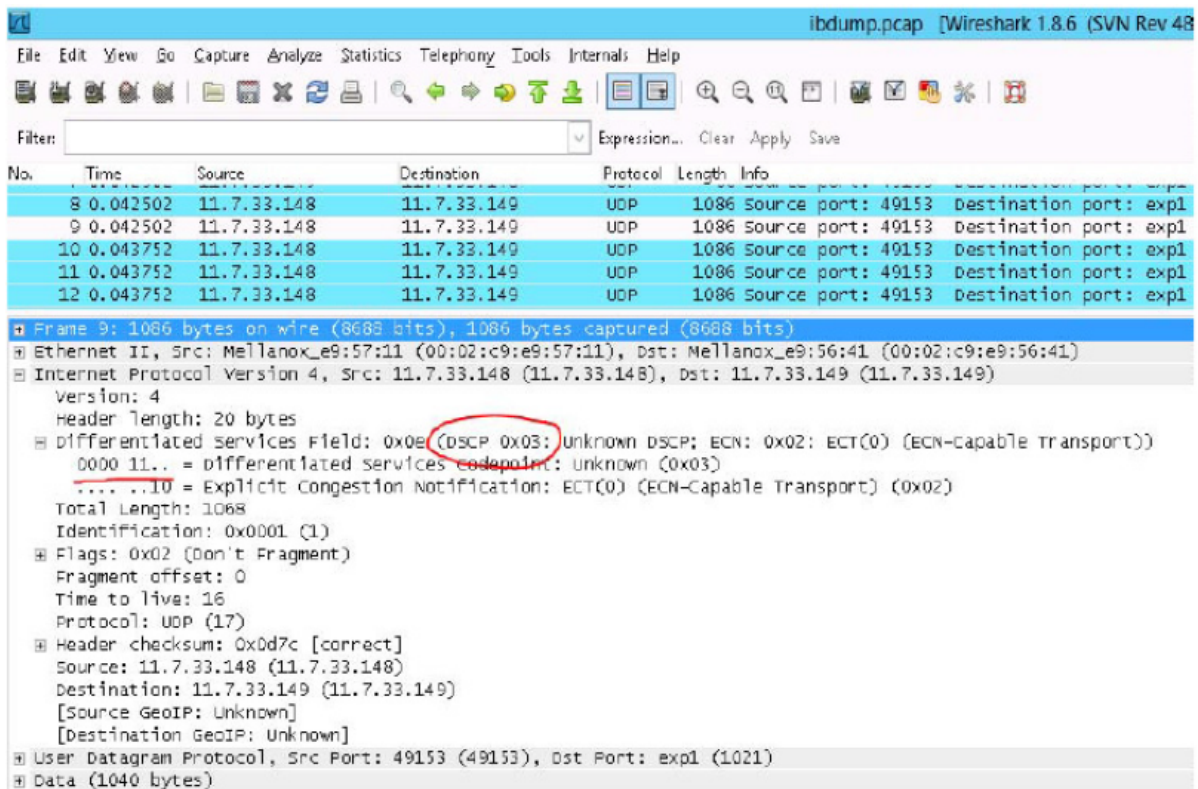 ibdump.pcap [Wireshark 1.8.6 (SVN Rev 48
File Edit View Go Capture Analyze Statistics Telephony Tools Internals Help
Filter: Expression... Clear Apply Save
No. Time Source Destination Protocol Length Info
8 0.042502 11.7.33.148 11.7.33.149 UDP 1086 Source port: 49153 Destination port: exp1
9 0.042502 11.7.33.148 11.7.33.149 UDP 1086 Source port: 49153 Destination port: exp1
10 0.043752 11.7.33.148 11.7.33.149 UDP 1086 Source port: 49153 Destination port: exp1
11 0.043752 11.7.33.148 11.7.33.149 UDP 1086 Source port: 49153 Destination port: exp1
12 0.043752 11.7.33.148 11.7.33.149 UDP 1086 Source port: 49153 Destination port: exp1
Frame 9: 1086 bytes on wire (8688 bits), 1086 bytes captured (8688 bits)
Ethernet II, Src: Mellanox_e9:57:11 (00:02:c9:e9:57:11), Dst: Mellanox_e9:56:41 (00:02:c9:e9:56:41)
Internet Protocol Version 4, Src: 11.7.33.148 (11.7.33.148), Dst: 11.7.33.149 (11.7.33.149)
Version: 4
Header length: 20 bytes
Differentiated Services Field: 0x0e (DSCP 0x03: Unknown DSCP; ECN: 0x02: ECT(0) (ECN-Capable Transport))
0000 11.. = Differentiated Services Codepoint: Unknown (0x03)
.... ..10 = Explicit Congestion Notification: ECT(0) (ECN-Capable Transport) (0x02)
Total Length: 1068
Identification: 0x0001 (1)
Flags: 0x02 (Don't Fragment)
Fragment offset: 0
Time to live: 16
Protocol: UDP (17)
Header checksum: 0x0d7c [correct]
Source: 11.7.33.148 (11.7.33.148)
Destination: 11.7.33.149 (11.7.33.149)
[Source GeoIP: Unknown]
[Destination GeoIP: Unknown]
User Datagram Protocol, Src Port: 49153 (49153), Dst Port: exp1 (1021)
Data (1040 bytes)